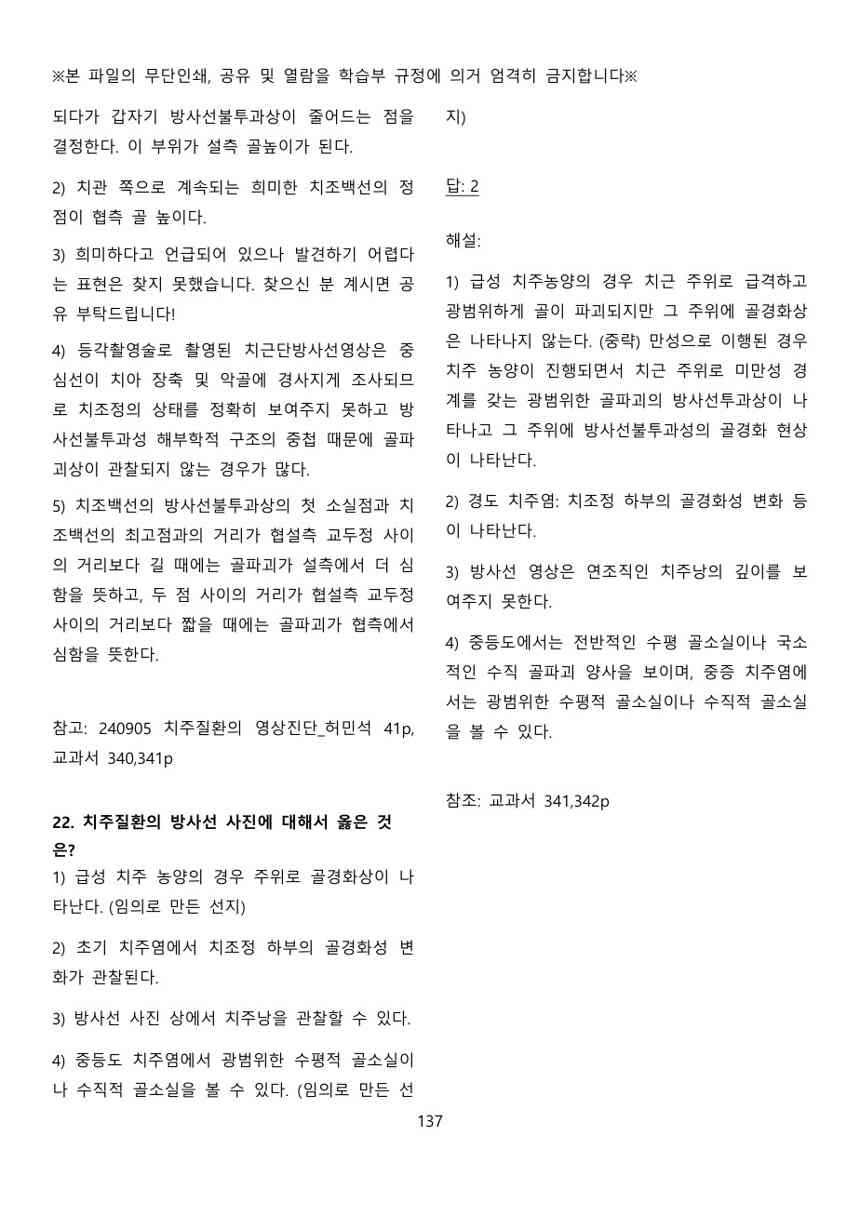 ※본 파일의 무단인쇄, 공유 및 열람을 학습부 규정에 의거 엄격히 금지합니다※
되다가 갑자기 방사선불투과상이 줄어드는 점을
결정한다. 이 부위가 설측 골높이가 된다.
2) 치관 쪽으로 계속되는 희미한 치조백선의 정
점이 협측 골 높이다.
3) 희미하다고 언급되어 있으나 발견하기 어렵다
는 표현은 찾지 못했습니다. 찾으신 분 계시면 공
유 부탁드립니다!
4) 등각촬영술로 촬영된 치근단방사선영상은 중
심선이 치아 장축 및 악골에 경사지게 조사되므
로 치조정의 상태를 정확히 보여주지 못하고 방
사선불투과성 해부학적 구조의 중첩 때문에 골파
괴상이 관찰되지 않는 경우가 많다.
5) 치조백선의 방사선불투과상의 첫 소실점과 치
조백선의 최고점과의 거리가 협설측 교두정 사이
의 거리보다 길 때에는 골파괴가 설측에서 더 심
함을 뜻하고, 두 점 사이의 거리가 협설측 교두정
사이의 거리보다 짧을 때에는 골파괴가 협측에서
심함을 뜻한다.
참고: 240905 치주질환의 영상진단_허민석 41p,
교과서 340,341p
22. 치주질환의 방사선 사진에 대해서 옳은 것
은?
1) 급성 치주 농양의 경우 주위로 골경화상이 나
타난다. (임의로 만든 선지)
2) 초기 치주염에서 치조정 하부의 골경화성 변
화가 관찰된다.
3) 방사선 사진 상에서 치주낭을 관찰할 수 있다.
4) 중등도 치주염에서 광범위한 수평적 골소실이
나 수직적 골소실을 볼 수 있다. (임의로 만든 선
지)
답: 2
해설:
1) 급성 치주농양의 경우 치근 주위로 급격하고
광범위하게 골이 파괴되지만 그 주위에 골경화상
은 나타나지 않는다. (중략) 만성으로 이행된 경우
치주 농양이 진행되면서 치근 주위로 미만성 경
계를 갖는 광범위한 골파괴의 방사선투과상이 나
타나고 그 주위에 방사선불투과성의 골경화 현상
이 나타난다.
2) 경도 치주염: 치조정 하부의 골경화성 변화 등
이 나타난다.
3) 방사선 영상은 연조직인 치주낭의 깊이를 보
여주지 못한다.
4) 중등도에서는 전반적인 수평 골소실이나 국소
적인 수직 골파괴 양사을 보이며, 중증 치주염에
서는 광범위한 수평적 골소실이나 수직적 골소실
을 볼 수 있다.
참조: 교과서 341,342p
137